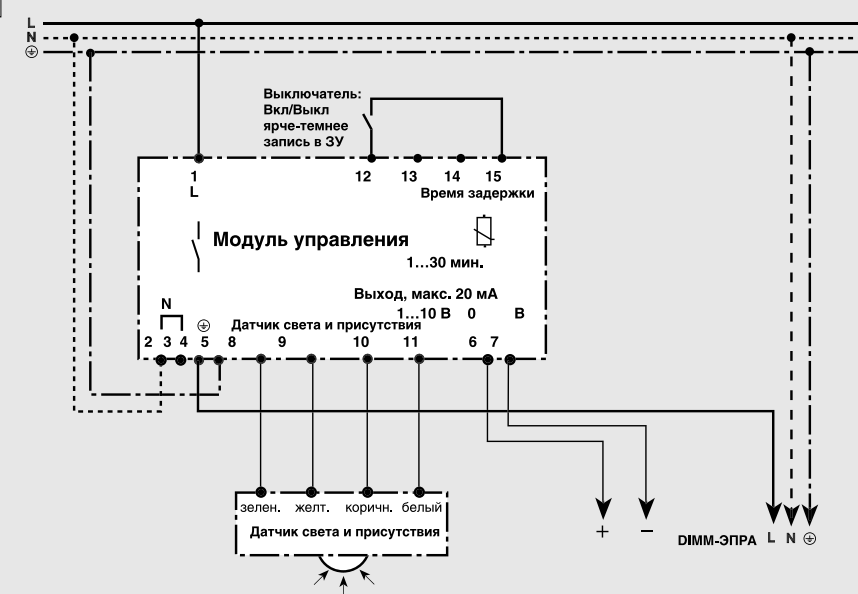 L
N
⏚
Выключатель:
Вкл/Выкл
ярче-темнее
запись в ЗУ
1 12 13 14 15
L Время задержки
Модуль управления
1...30 мин.
Выход, макс. 20 мА
N 1...10 В 0 В
⏚ Датчик света и присутствия
2 3 4 5 8 9 10 11 6 7
зелен. желт. коричн. белый
Датчик света и присутствия
+ −
DIMM-ЭПРА L N ⏚